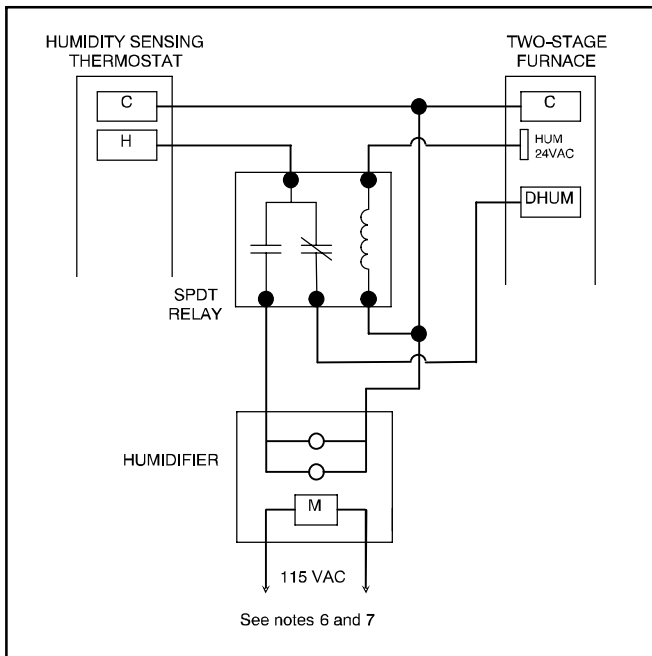 HUMIDITY SENSING
THERMOSTAT
TWO-STAGE
FURNACE
C
C
H
HUM
24VAC
DHUM
SPDT
RELAY
HUMIDIFIER
M
115 VAC
See notes 6 and 7